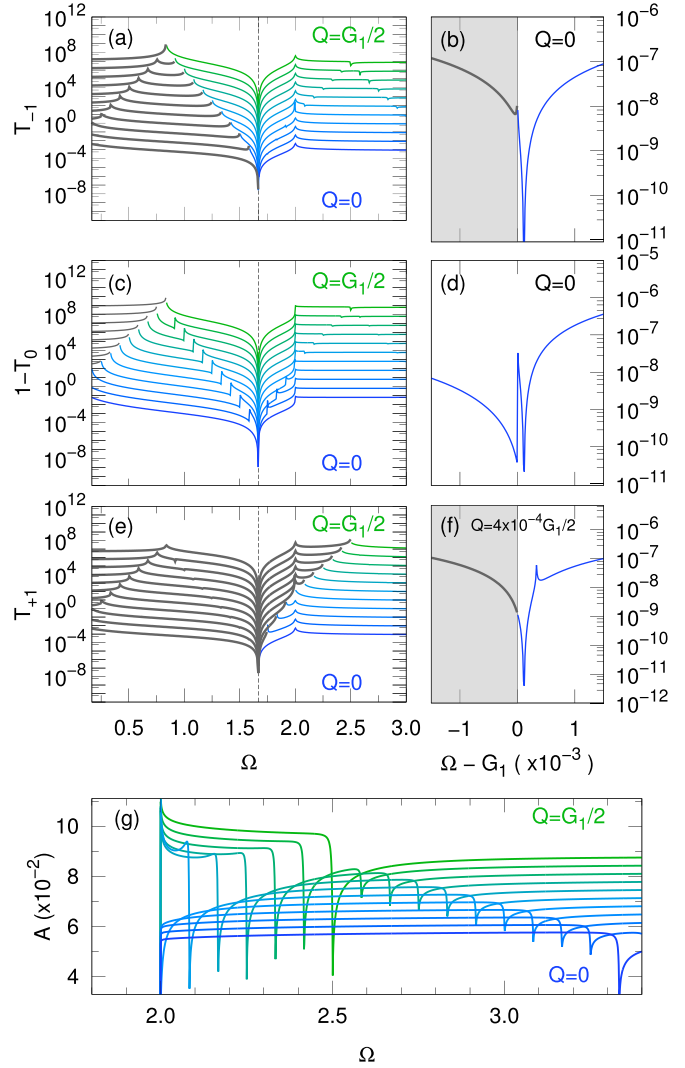 (a) Q=G₁/2
10¹²
10⁸
10⁴
10⁰
10⁻⁴
10⁻⁸
T₋₁
Q=0
(b) Q=0
10⁻⁶
10⁻⁷
10⁻⁸
10⁻⁹
10⁻¹⁰
10⁻¹¹
(c) Q=G₁/2
10¹²
10⁸
10⁴
10⁰
10⁻⁴
10⁻⁸
1−T₀
Q=0
(d) Q=0
10⁻⁵
10⁻⁶
10⁻⁷
10⁻⁸
10⁻⁹
10⁻¹⁰
10⁻¹¹
(e) Q=G₁/2
10¹²
10⁸
10⁴
10⁰
10⁻⁴
10⁻⁸
T₊₁
Q=0
0.5 1.0 1.5 2.0 2.5 3.0
Ω
(f) Q=4x10⁻⁴G₁/2
10⁻⁶
10⁻⁷
10⁻⁸
10⁻⁹
10⁻¹⁰
10⁻¹¹
10⁻¹²
−1 0 1
Ω − G₁ ( x10⁻³ )
(g) Q=G₁/2
10
8
6
4
A (x10⁻²)
Q=0
2.0 2.5 3.0
Ω